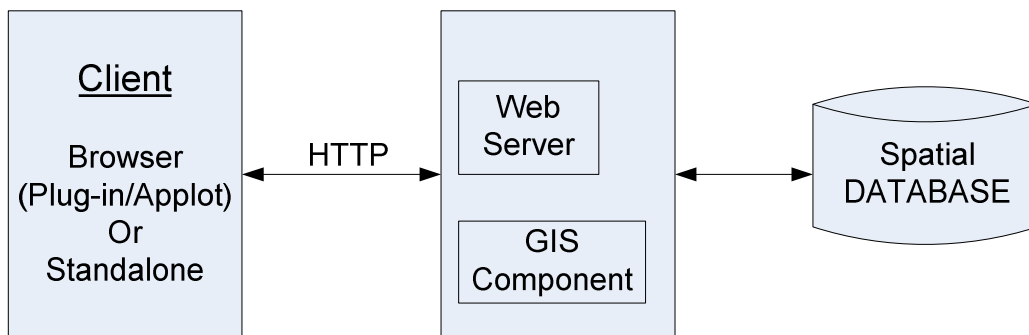 Client
Browser
(Plug-in/Applot)
Or
Standalone
HTTP
Web
Server
GIS
Component
Spatial
DATABASE